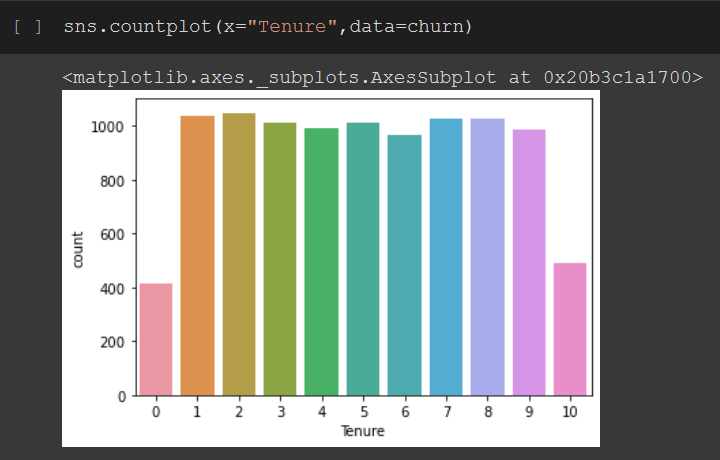 [ ] sns.countplot(x="Tenure",data=churn)
<matplotlib.axes._subplots.AxesSubplot at 0x20b3c1a1700>
1000
800
600
400
200
0
count
0 1 2 3 4 5 6 7 8 9 10
Tenure